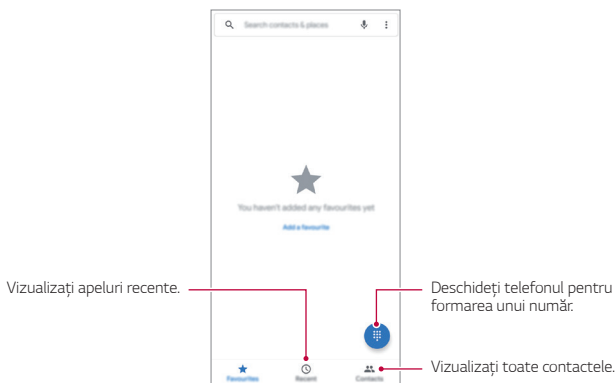 Search contacts & places
You haven't added any favourites yet
Add a favourite
Vizualizați apeluri recente.
Deschideți telefonul pentru
formarea unui număr.
Favourites
Recent
Contacts
Vizualizați toate contactele.